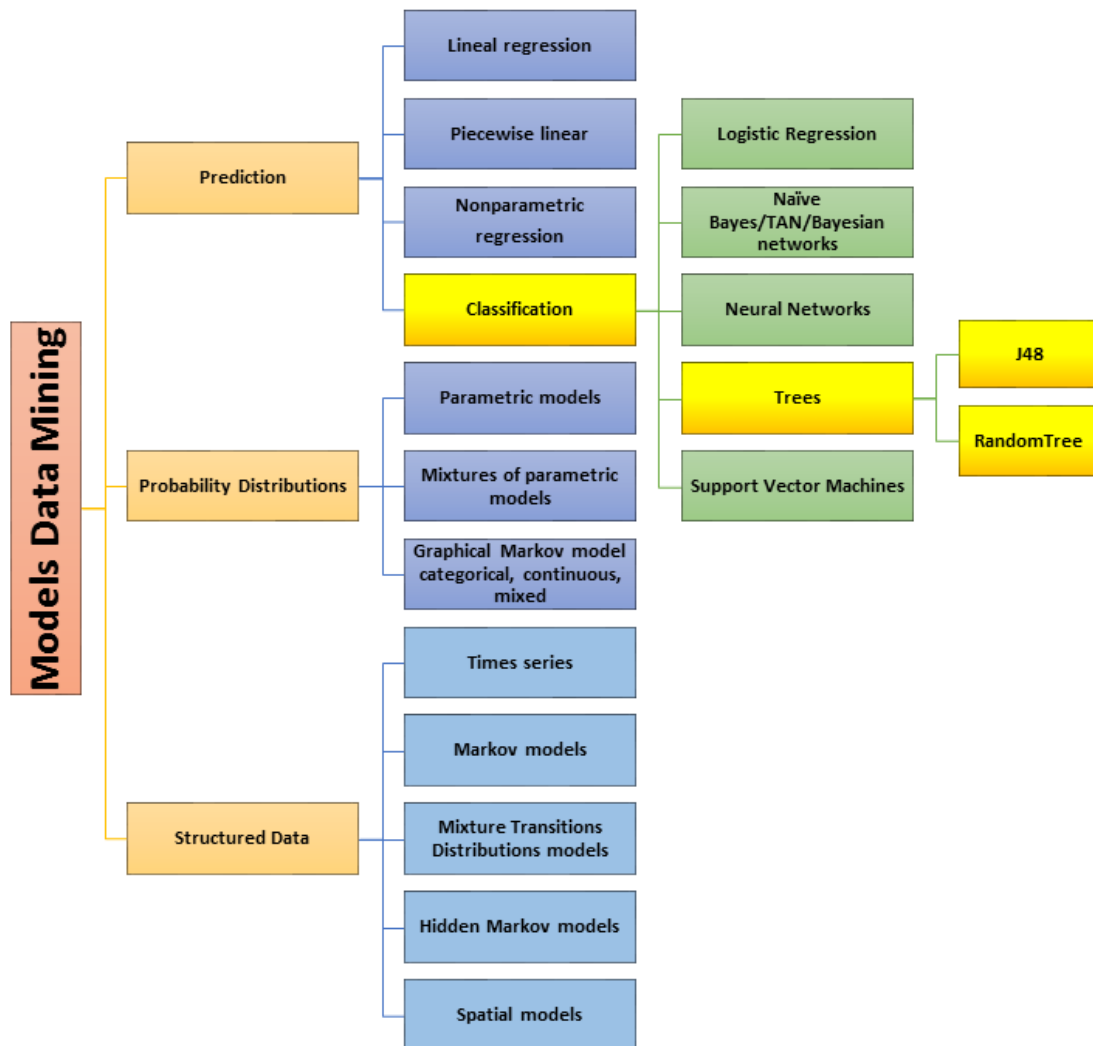 Models Data Mining
Prediction
Lineal regression
Piecewise linear
Nonparametric
regression
Classification
Logistic Regression
Naïve
Bayes/TAN/Bayesian
networks
Neural Networks
Trees
J48
RandomTree
Support Vector Machines
Probability Distributions
Parametric models
Mixtures of parametric
models
Graphical Markov model
categorical, continuous,
mixed
Structured Data
Times series
Markov models
Mixture Transitions
Distributions models
Hidden Markov models
Spatial models